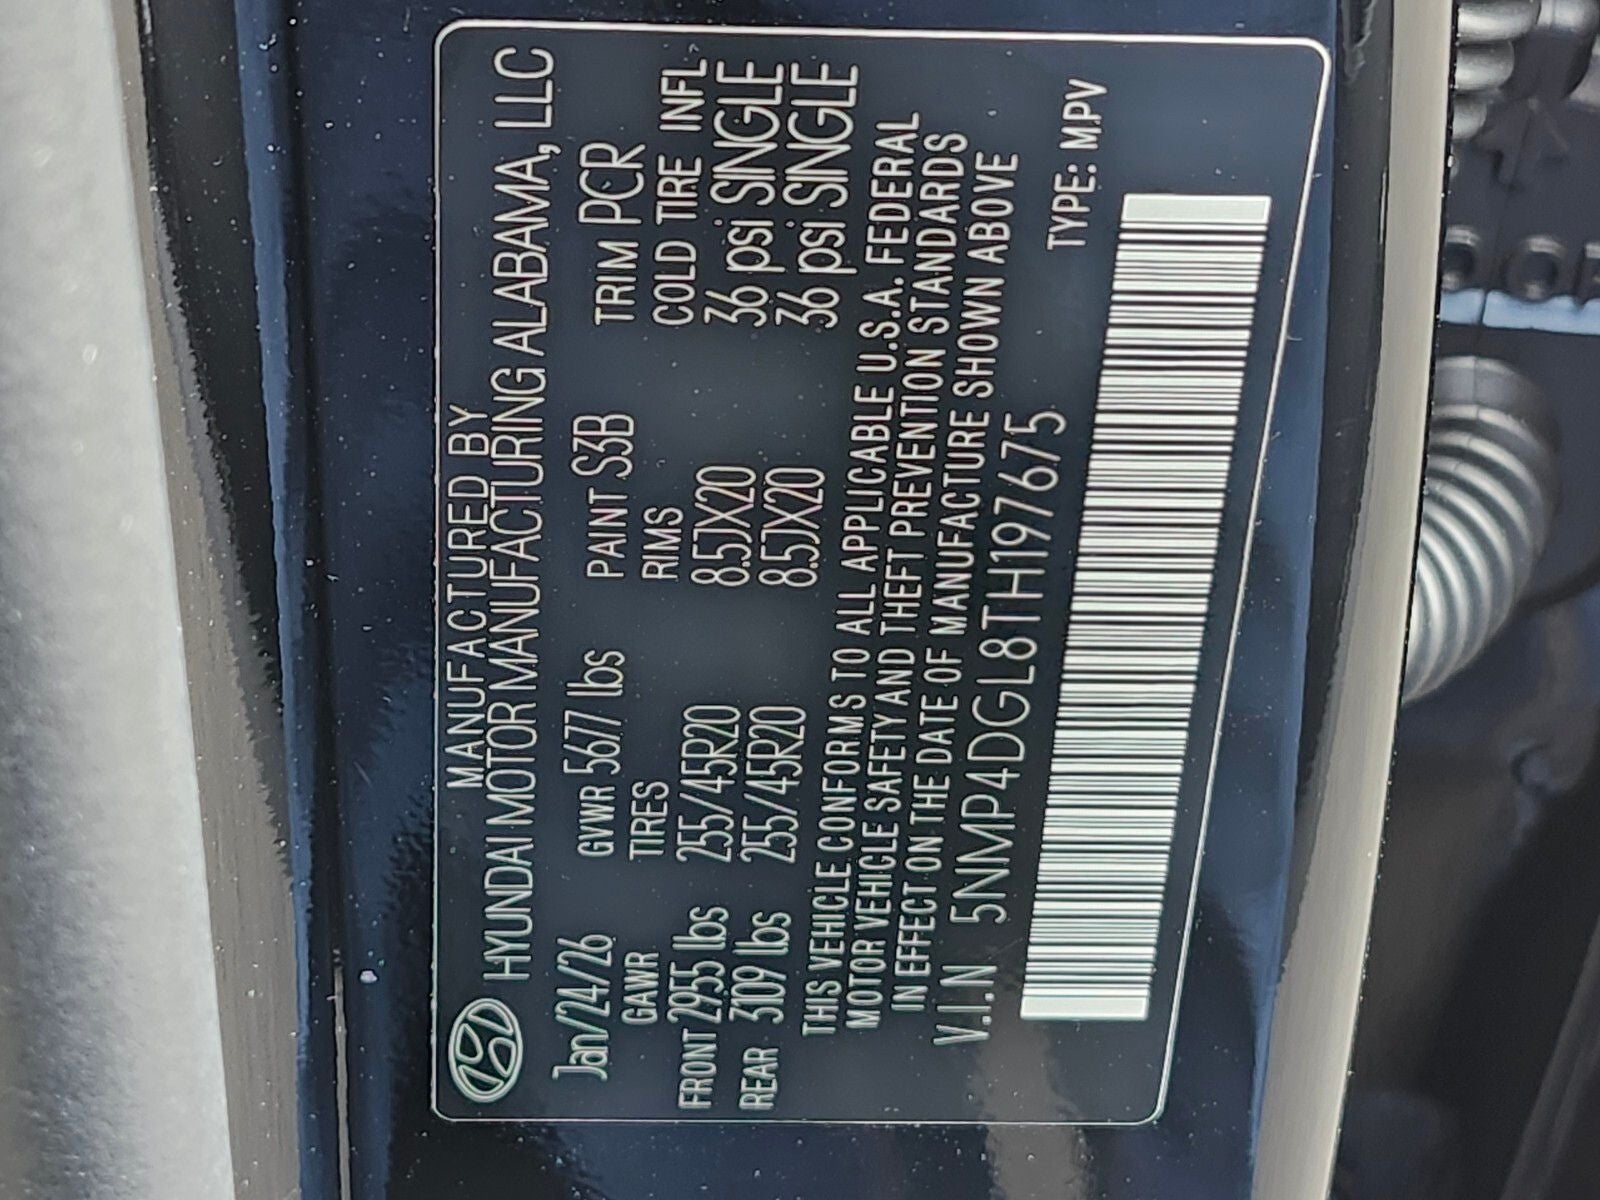 MANUFACTURED BY
HYUNDAI MOTOR MANUFACTURING ALABAMA, LLC
Jan/24/26 GVWR 5677 lbs PAINT S3B TRIM PCR
GAWR TIRES RIMS COLD TIRE INFL
FRONT 2955 lbs 255/45R20 8.5JX20 36 psi SINGLE
REAR 3109 lbs 255/45R20 8.5JX20 36 psi SINGLE
THIS VEHICLE CONFORMS TO ALL APPLICABLE U.S.A. FEDERAL
MOTOR VEHICLE SAFETY AND THEFT PREVENTION STANDARDS
IN EFFECT ON THE DATE OF MANUFACTURE SHOWN ABOVE
V.I.N 5NMP4DGL8TH197675 TYPE: M.PV